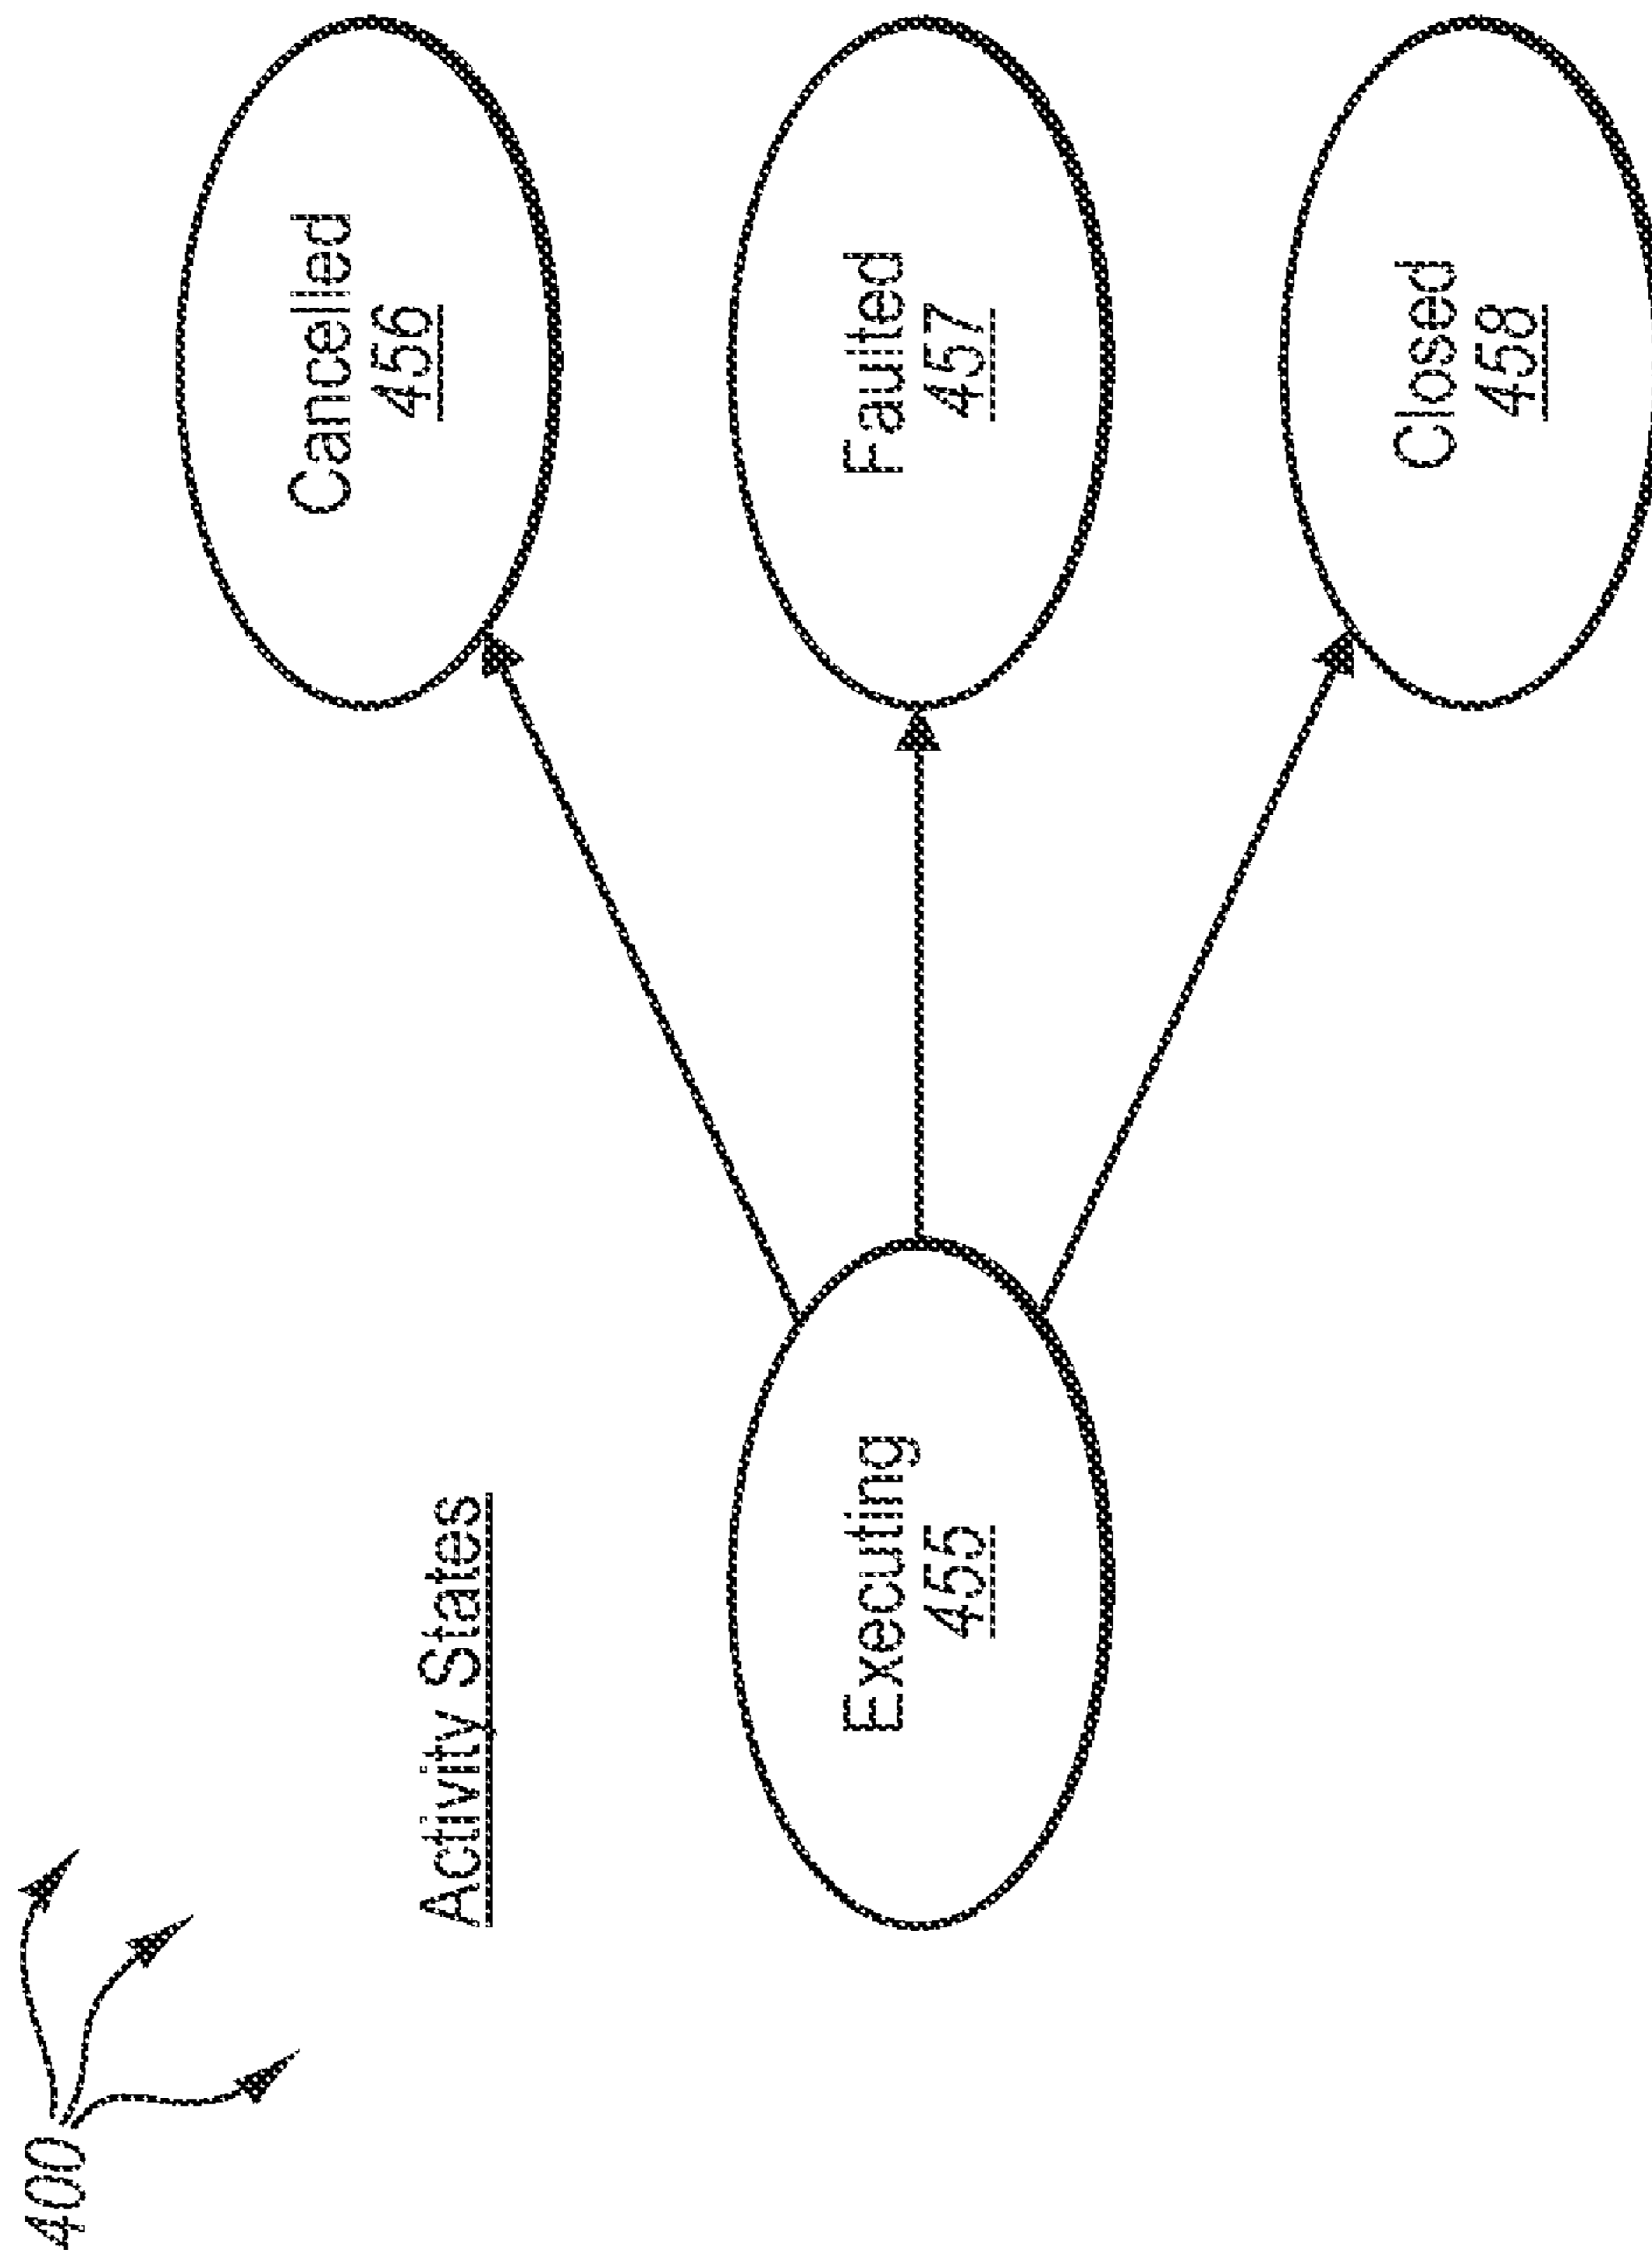 400
Activity States
Executing
455
Cancelled
456
Faulted
457
Closed
458